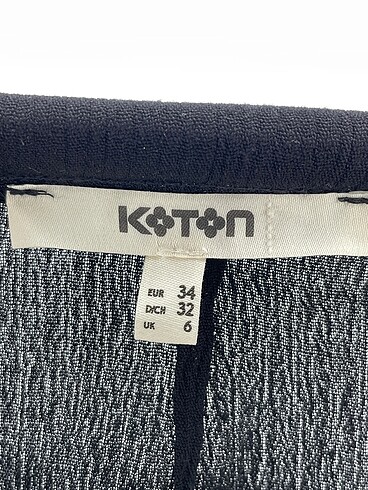 KOTON
EUR 34
D/CH 32
UK 6